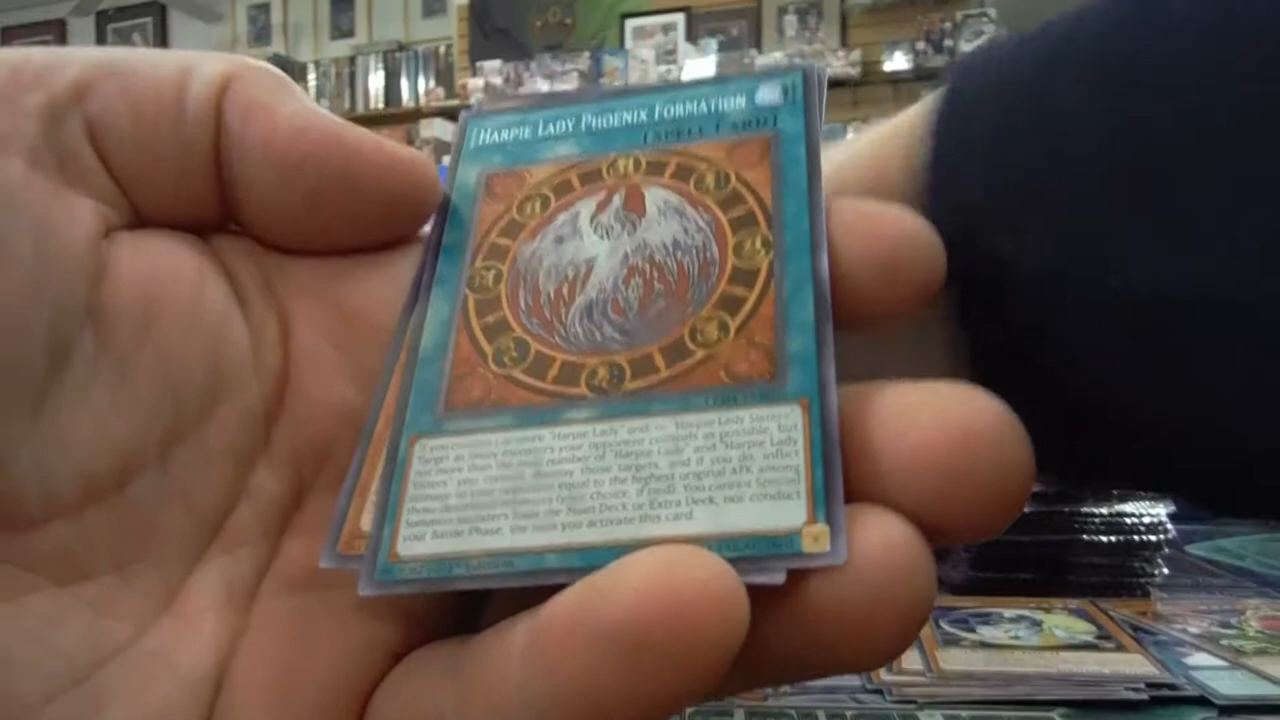 HARPIE LADY PHOENIX FORMATION
[SPELL CARD]
If you control 3 or more "Harpie Lady" and/or "Harpie Lady Sisters":
Target as many monsters your opponent controls as possible, but
not more than the number of "Harpie Lady" and "Harpie Lady
Sisters" you control; destroy those targets, and if you do, inflict
damage to your opponent equal to the highest original ATK among
those destroyed monsters (your choice, if tied). You cannot Special
Summon monsters from the Main Deck or Extra Deck, nor conduct
your Battle Phase, the turn you activate this card.
1st Edition